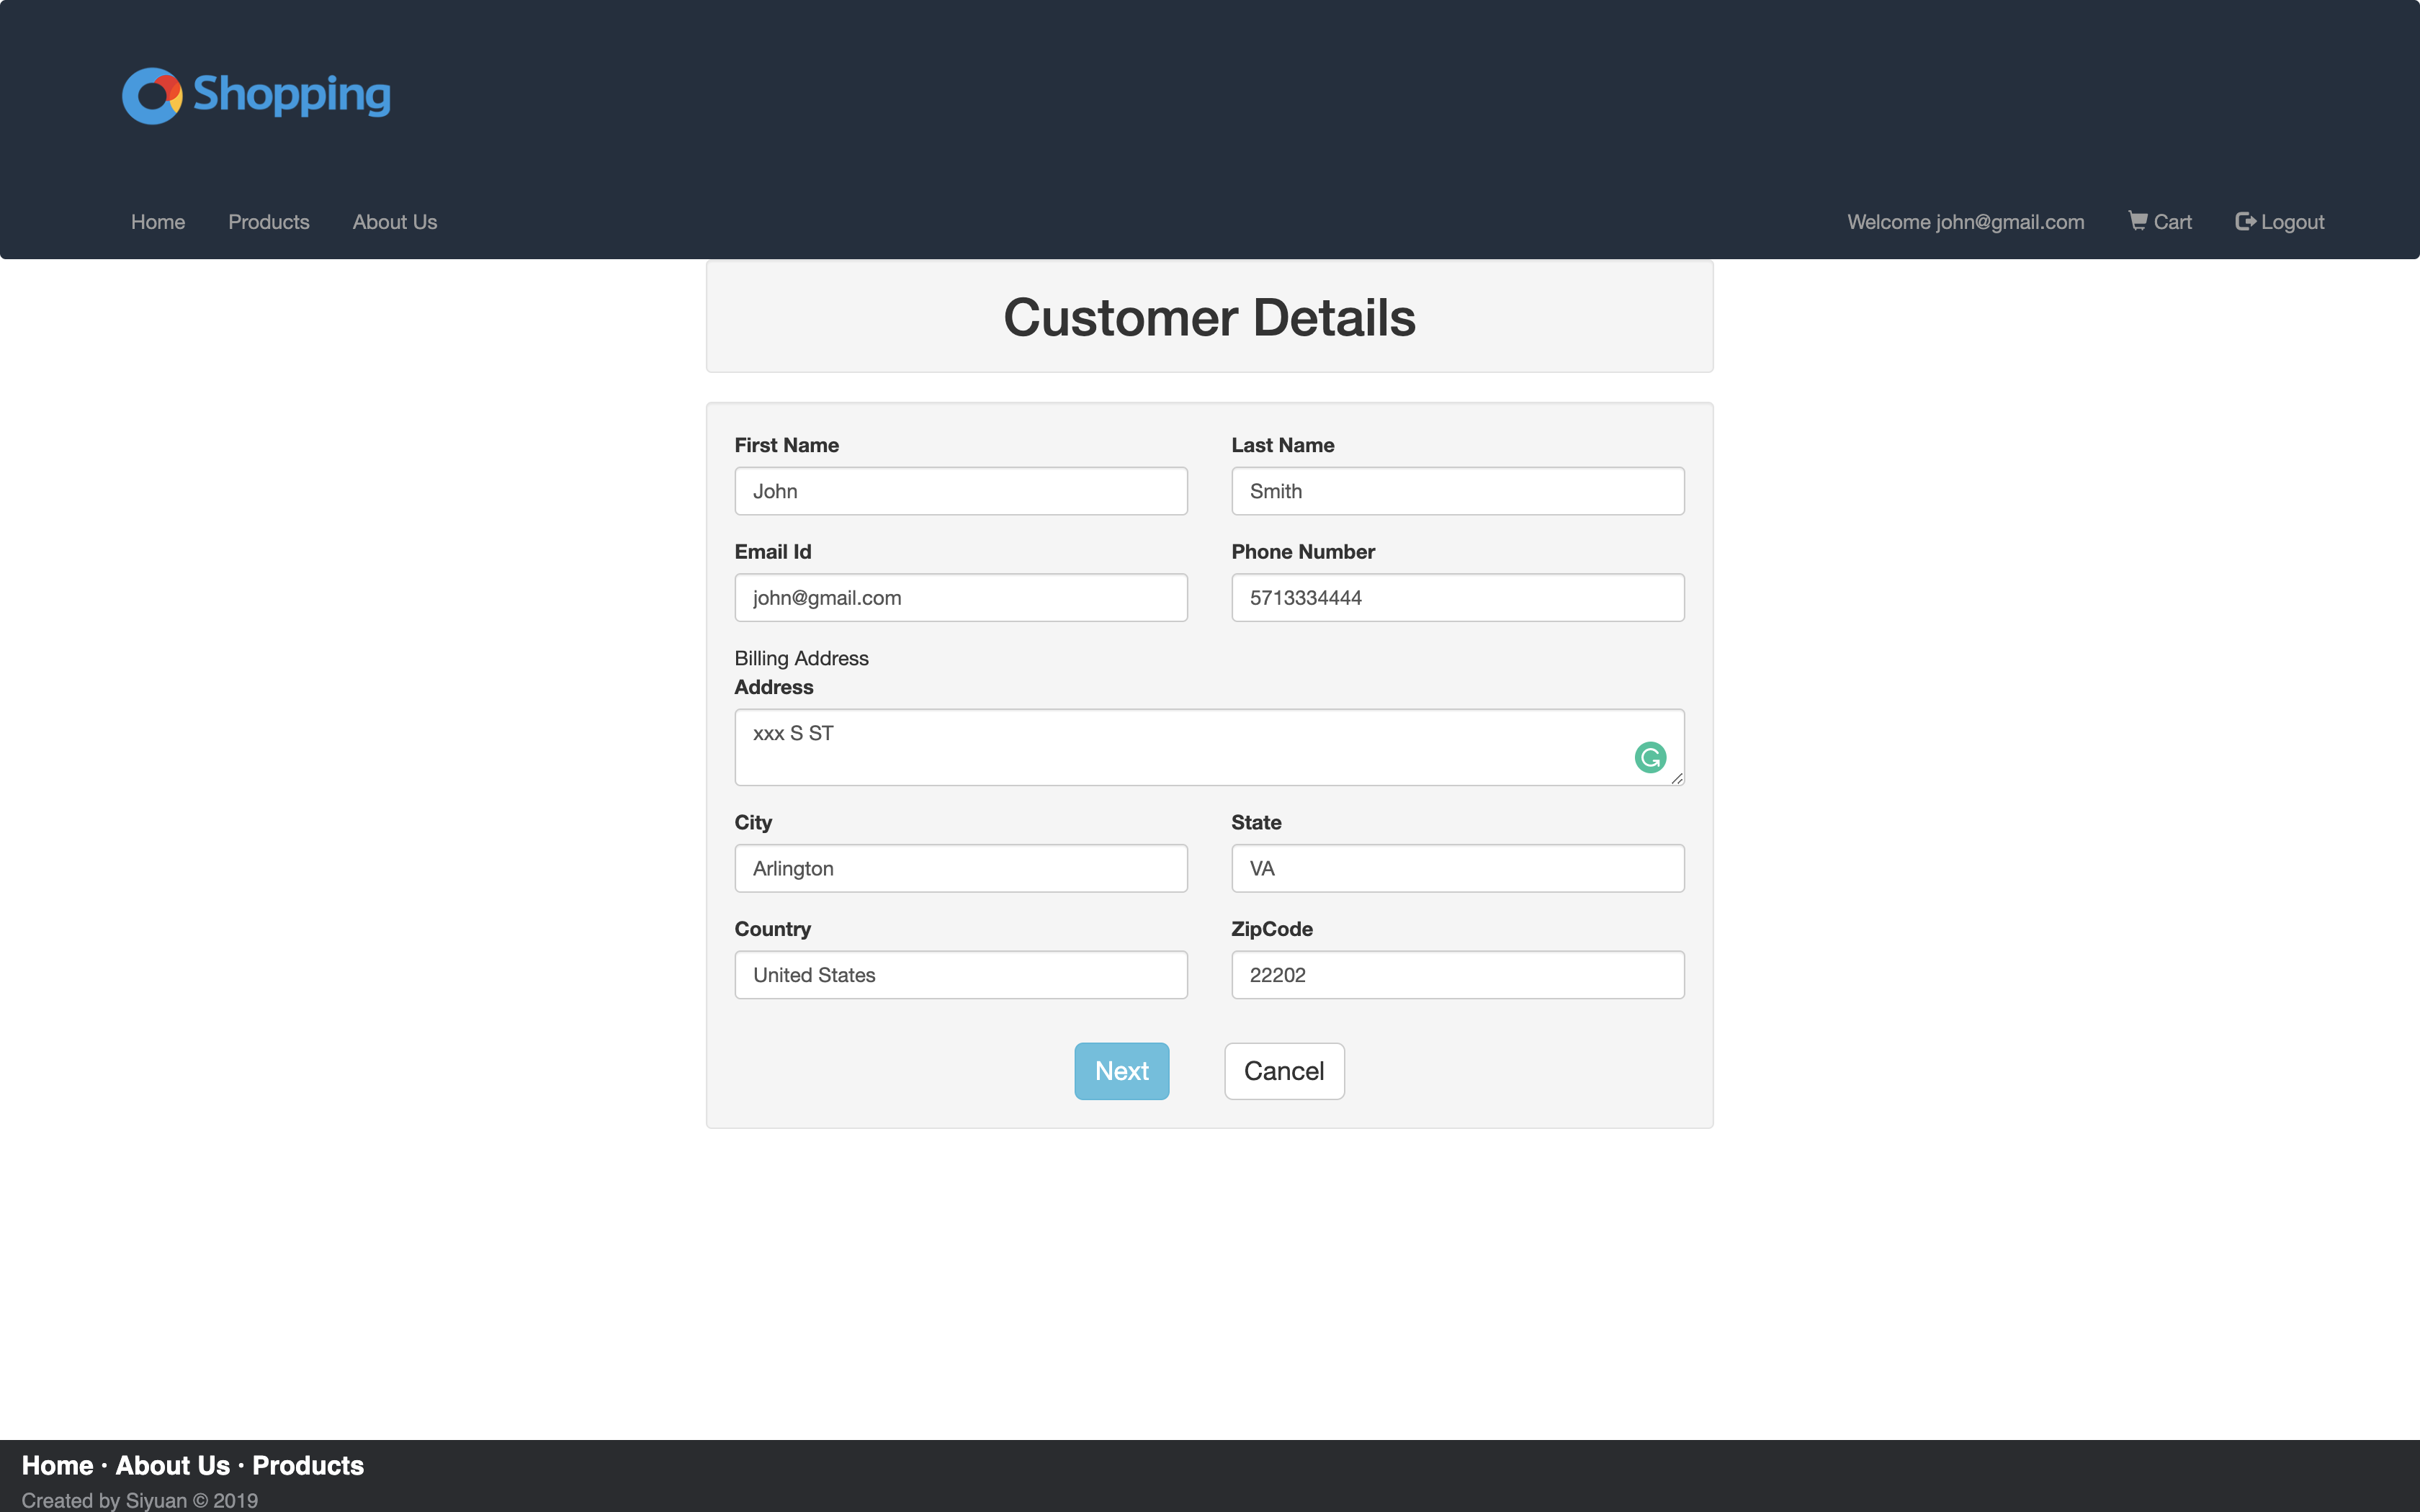 Shopping
Home Products About Us Welcome john@gmail.com Cart Logout
Customer Details
First Name Last Name
John Smith
Email Id Phone Number
john@gmail.com 5713334444
Billing Address
Address
xxx S ST
City State
Arlington VA
Country ZipCode
United States 22202
Next Cancel
Home · About Us · Products
Created by Siyuan © 2019